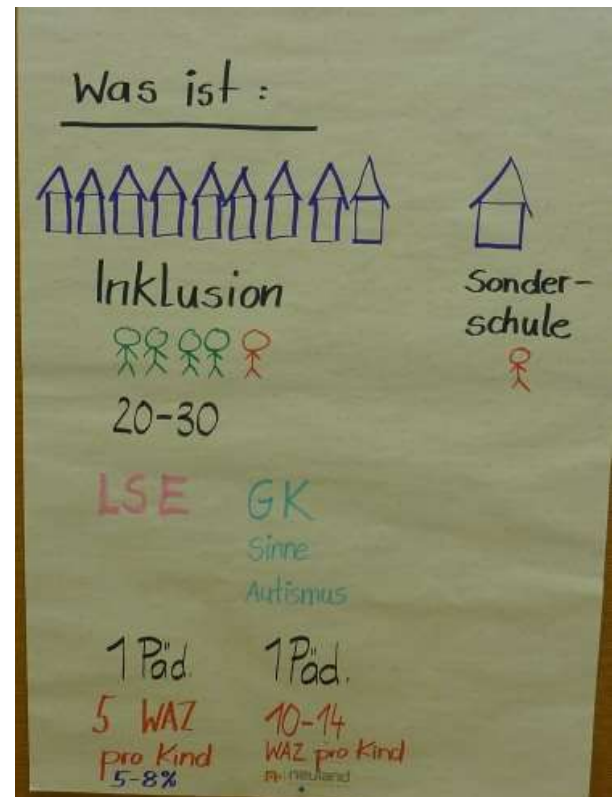 Was ist :
Inklusion
Sonder-
schule
20-30
LSE
GK
Sinne
Autismus
1 Päd.
5 WAZ
pro Kind
5-8%
1 Päd.
10-14
WAZ pro Kind
neuland